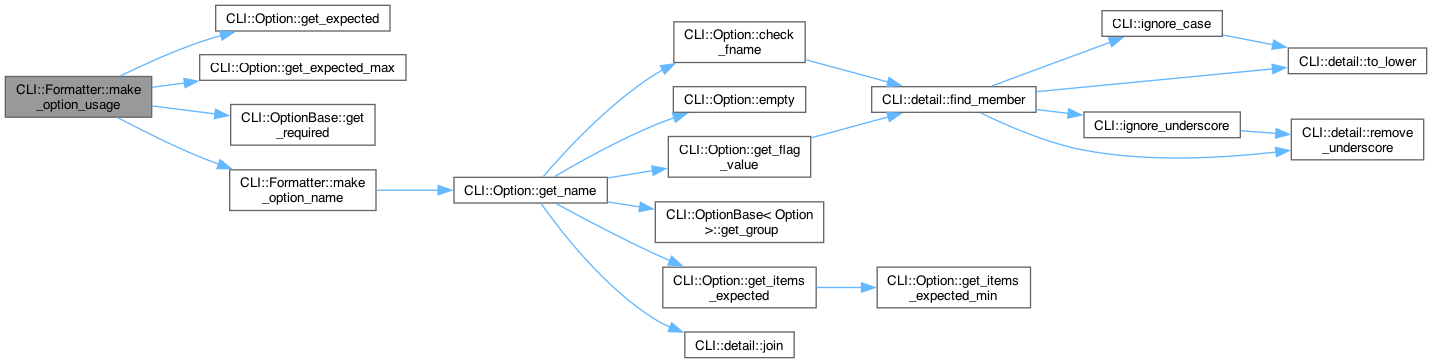 CLI::Formatter::make
_option_usage
CLI::Option::get_expected
CLI::Option::get_expected_max
CLI::OptionBase::get
_required
CLI::Formatter::make
_option_name
CLI::Option::get_name
CLI::Option::check
_fname
CLI::Option::empty
CLI::Option::get_flag
_value
CLI::OptionBase< Option
>::get_group
CLI::Option::get_items
_expected
CLI::detail::join
CLI::detail::find_member
CLI::Option::get_items
_expected_min
CLI::ignore_case
CLI::ignore_underscore
CLI::detail::to_lower
CLI::detail::remove
_underscore